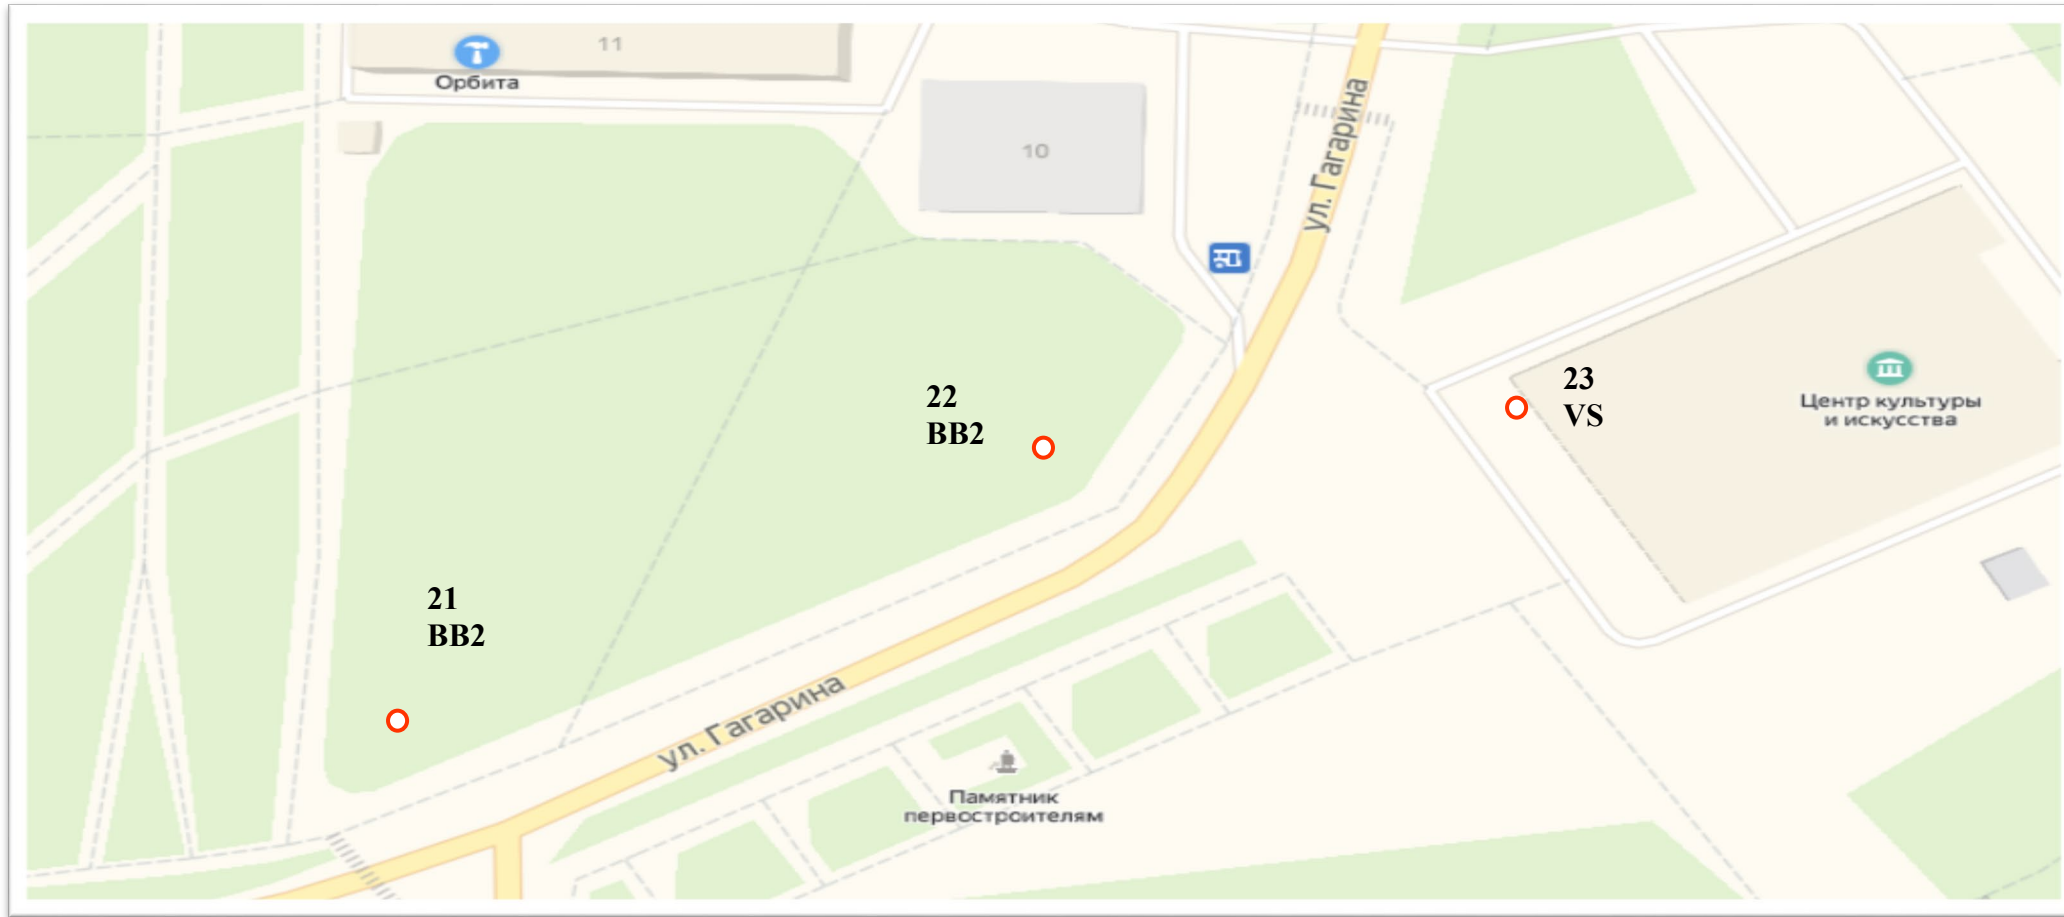 11
Орбита
10
ул. Гагарина
22
BB2
23
VS
Центр культуры
и искусства
21
BB2
ул. Гагарина
Памятник
первостроителям